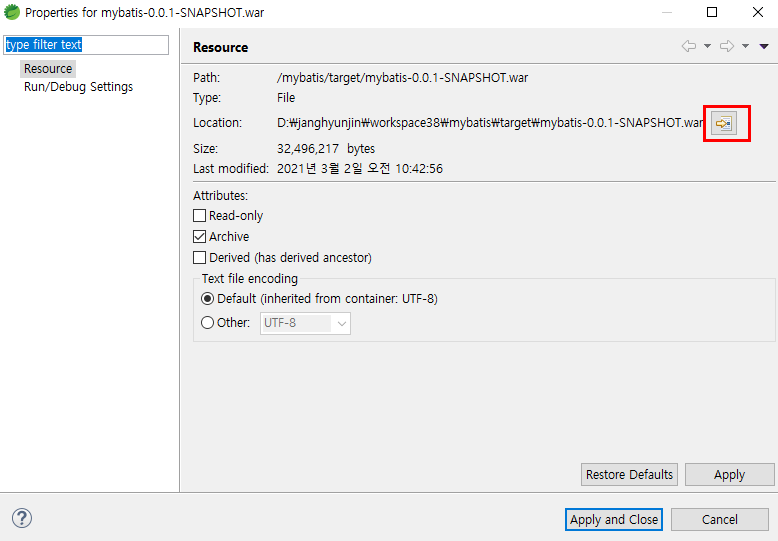 Properties for mybatis-0.0.1-SNAPSHOT.war
type filter text
Resource
Run/Debug Settings
Resource
Path: /mybatis/target/mybatis-0.0.1-SNAPSHOT.war
Type: File
Location: D:₩janghyunjin₩workspace38₩mybatis₩target₩mybatis-0.0.1-SNAPSHOT.war
Size: 32,496,217 bytes
Last modified: 2021년 3월 2일 오전 10:42:56
Attributes:
Read-only
Archive
Derived (has derived ancestor)
Text file encoding
Default (inherited from container: UTF-8)
Other: UTF-8
Restore Defaults Apply
? Apply and Close Cancel